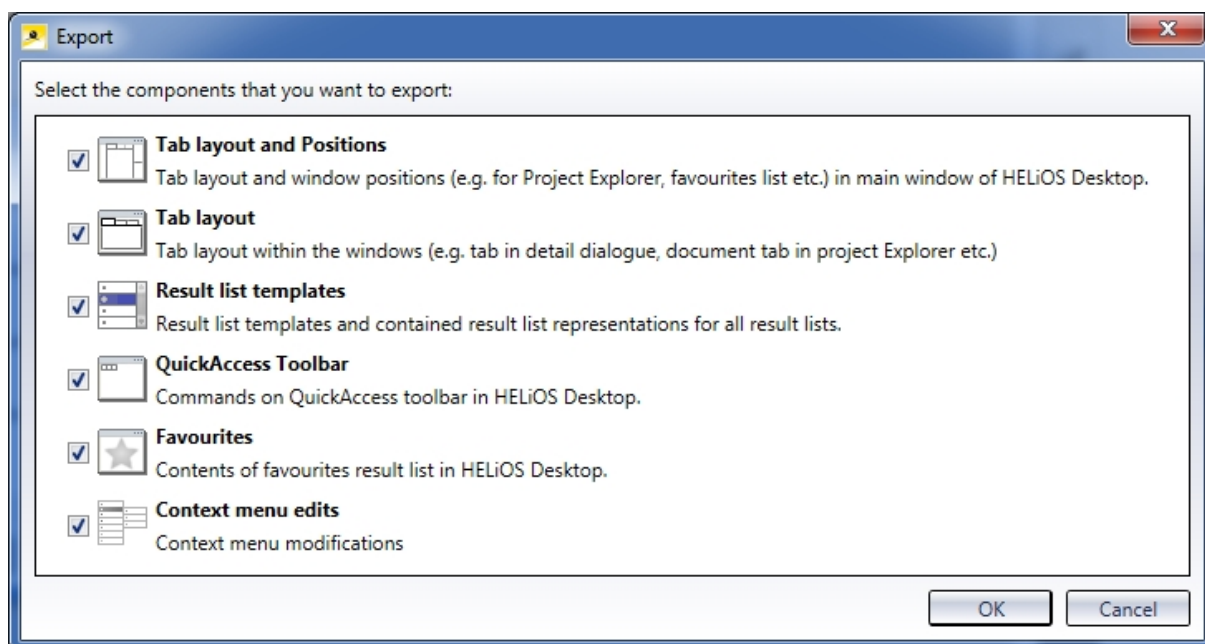 Export
Select the components that you want to export:
Tab layout and Positions
Tab layout and window positions (e.g. for Project Explorer, favourites list etc.) in main window of HELiOS Desktop.
Tab layout
Tab layout within the windows (e.g. tab in detail dialogue, document tab in project Explorer etc.)
Result list templates
Result list templates and contained result list representations for all result lists.
QuickAccess Toolbar
Commands on QuickAccess toolbar in HELiOS Desktop.
Favourites
Contents of favourites result list in HELiOS Desktop.
Context menu edits
Context menu modifications
OK Cancel